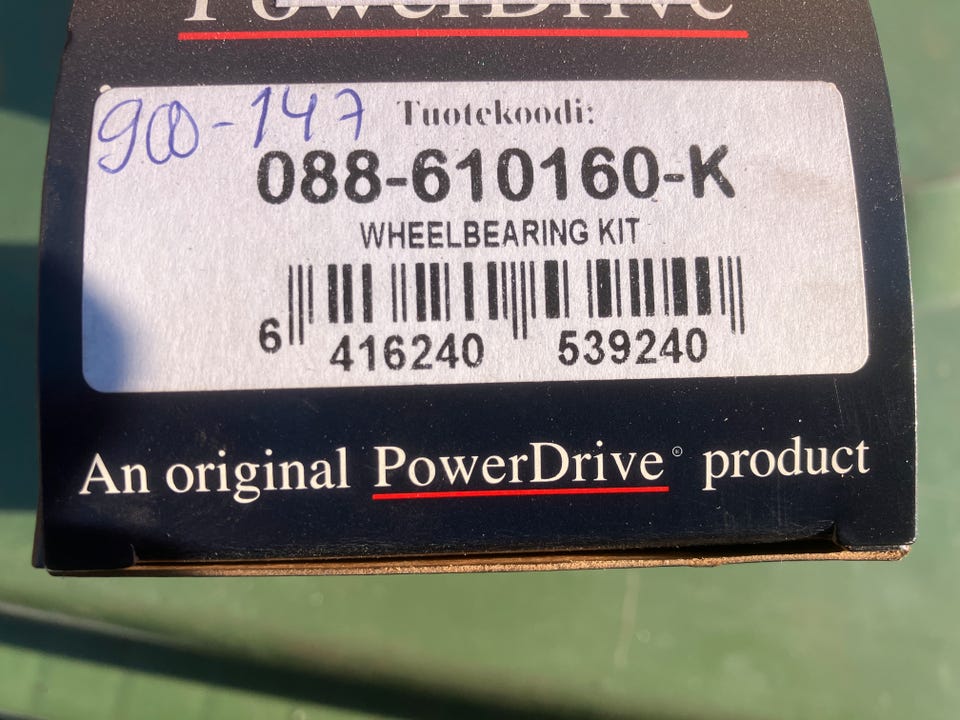 PowerDrive
900-147 Tuotekoodi:
088-610160-K
WHEELBEARING KIT
6 416240 539240
An original PowerDrive® product